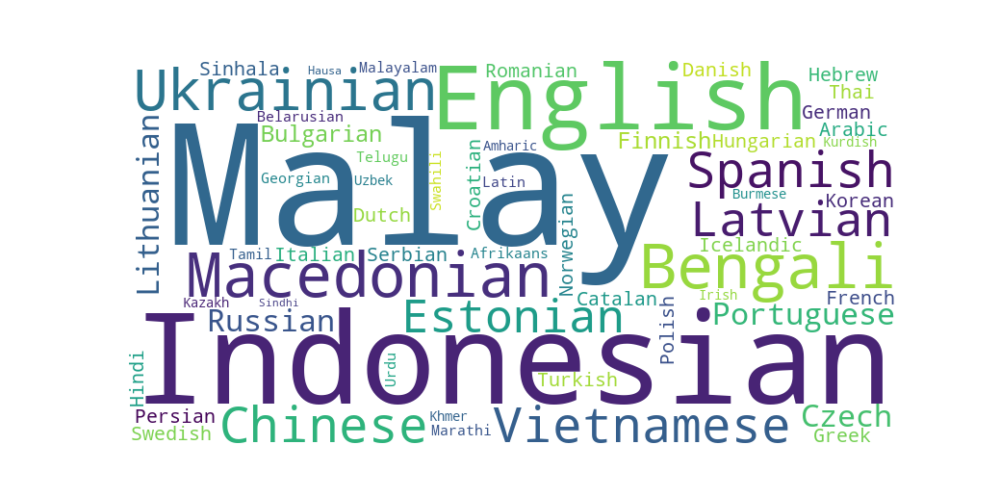 Sinhala
Hausa
Malayalam
Ukrainian
English
Romanian
Danish
Hebrew
Thai
German
Belarusian
Malay
Bulgarian
Lithuanian
Arabic
Finnish
Hungarian
Kurdish
Telugu
Amharic
Swahili
Croatian
Spanish
Georgian
Uzbek
Latin
Burmese
Korean
Dutch
Norwegian
Latvian
Tamil
Italian
Serbian
Afrikaans
Icelandic
Macedonian
Bengali
Kazakh
Sindhi
Catalan
Irish
French
Russian
Estonian
Polish
Portuguese
Indonesian
Hindi
Urdu
Turkish
Persian
Chinese
Khmer
Marathi
Vietnamese
Czech
Swedish
Greek